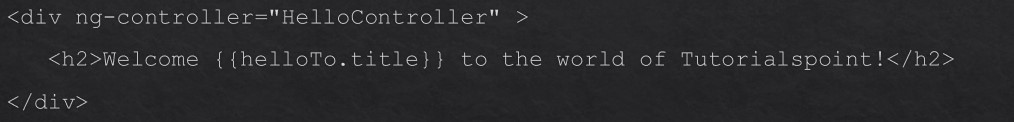 <div ng-controller="HelloController" >
<h2>Welcome {{helloTo.title}} to the world of Tutorialspoint!</h2>
</div>